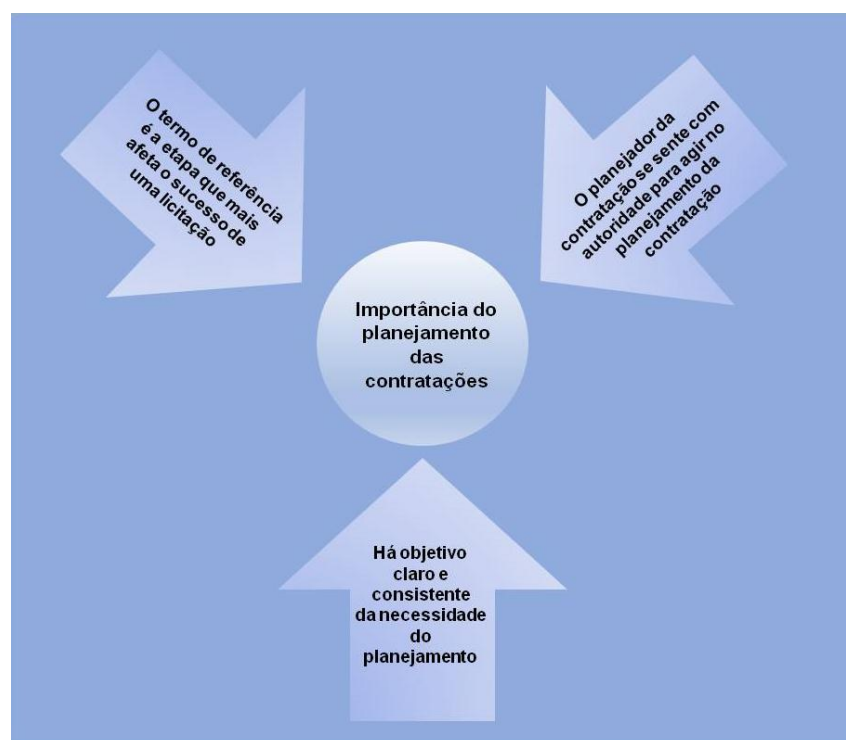 O termo de referência
é a etapa que mais
afeta o sucesso de
uma licitação
O planejador da
contratação se sente com
autoridade para agir no
planejamento da
contratação
Importância do
planejamento
das
contratações
Há objetivo
claro e
consistente
da necessidade
do
planejamento